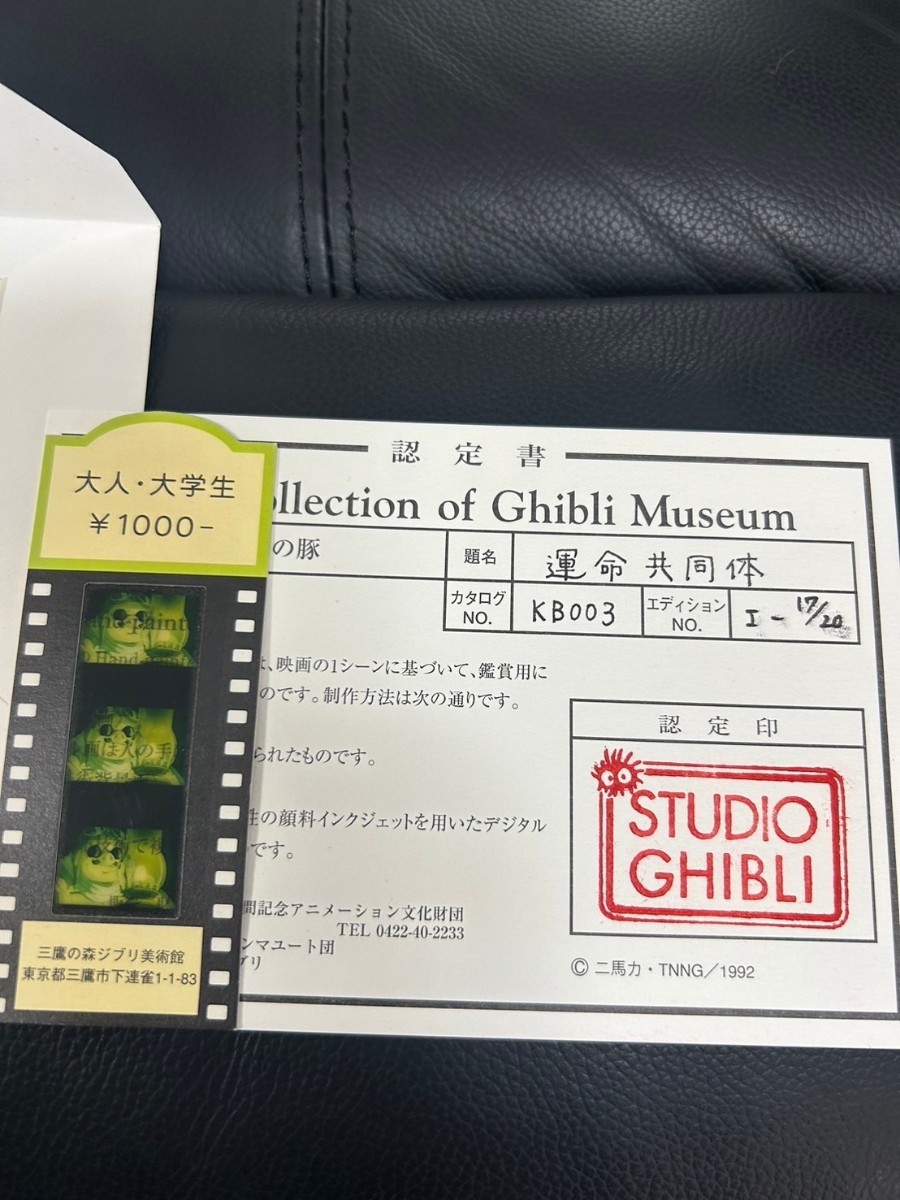 大人・大学生
¥1000-
三鷹の森ジブリ美術館
東京都三鷹市下連雀1-1-83
認定書
ollection of Ghibli Museum
の豚
題名
運命共同体
カタログ
NO.
KB003
エディション
NO.
I - 17/20
は、映画の1シーンに基づいて、鑑賞用に
のです。制作方法は次の通りです。
られたものです。
性の顔料インクジェットを用いたデジタル
です。
間記念アニメーション文化財団
TEL 0422-40-2233
ンマユート団
ブリ
認定印
STUDIO
GHIBLI
© 二馬力・TNNG／1992